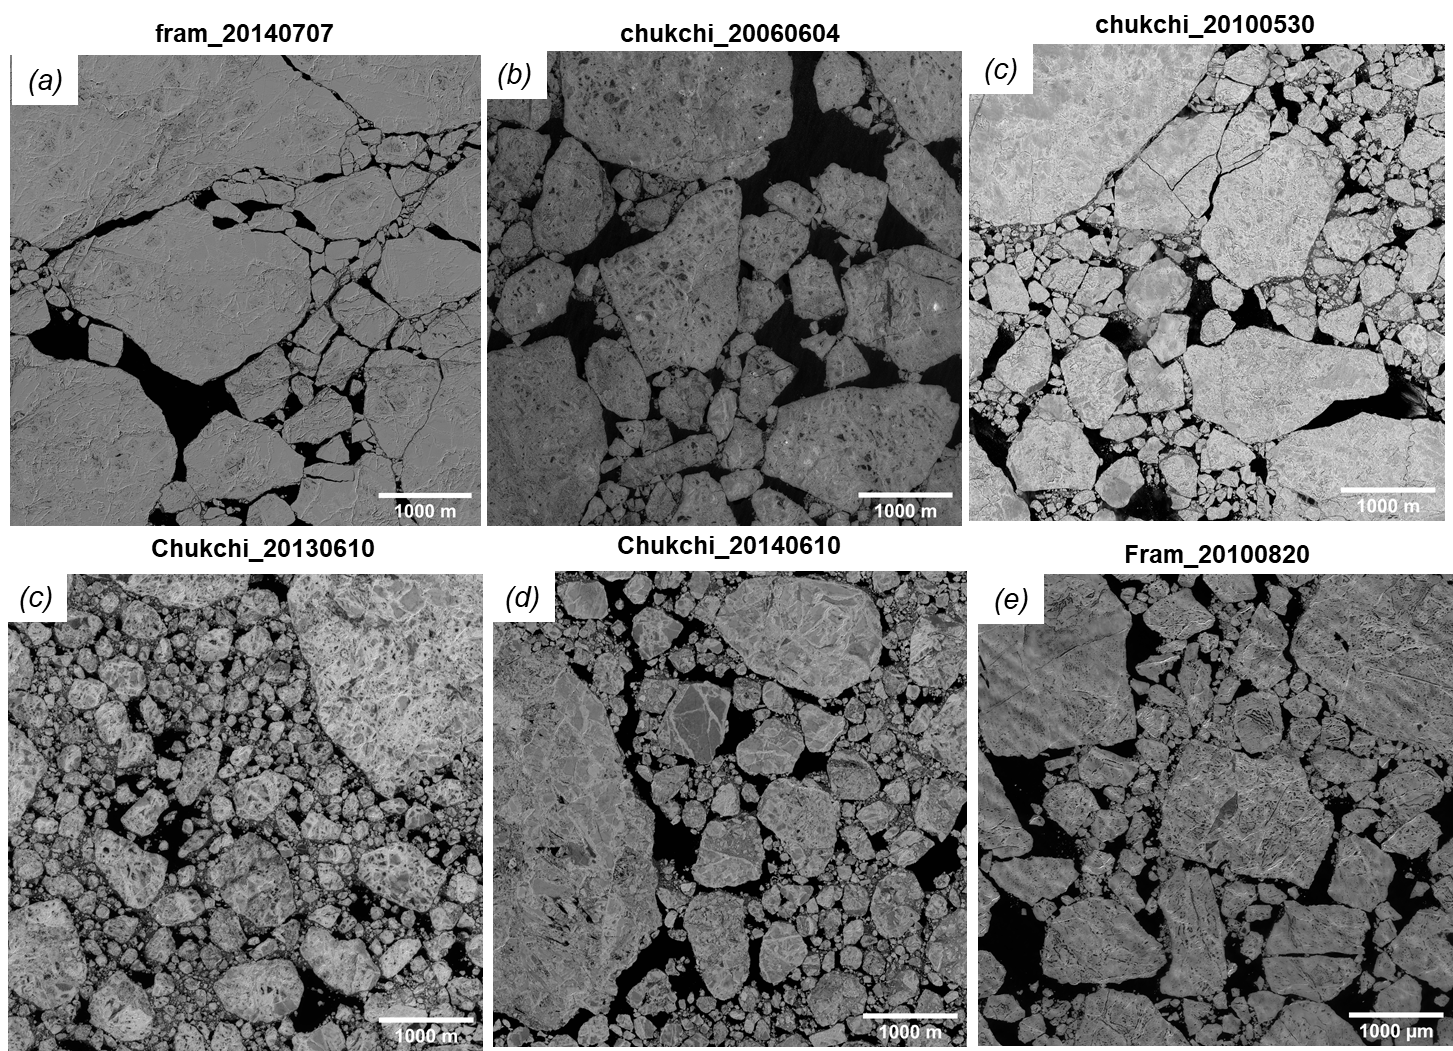 fram_20140707
chukchi_20060604
chukchi_20100530
(a)
(b)
(c)
1000 m
1000 m
1000 m
Chukchi_20130610
Chukchi_20140610
Fram_20100820
(c)
(d)
(e)
1000 m
1000 m
1000 µm